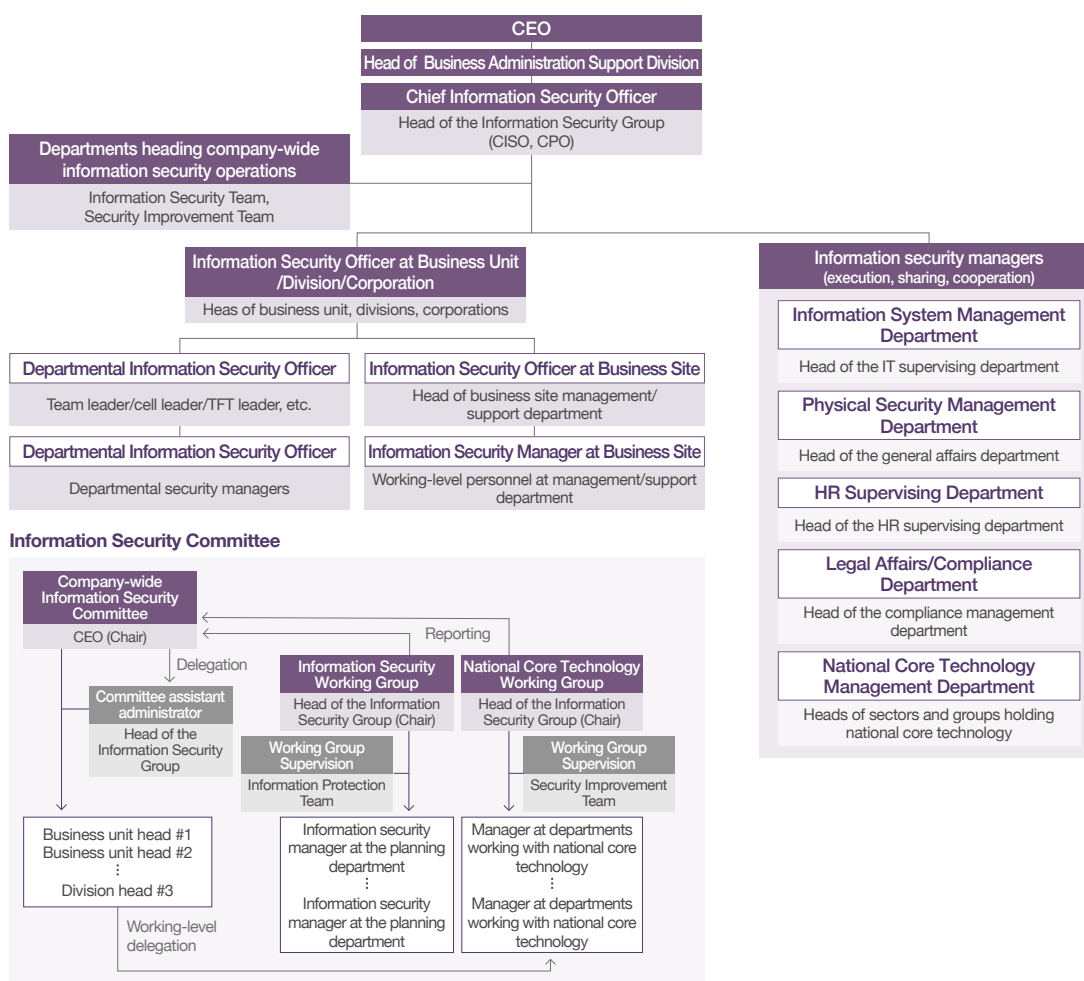 CEO
Head of Business Administration Support Division
Chief Information Security Officer
Head of the Information Security Group
(CISO, CPO)
Departments heading company-wide
information security operations
Information Security Team,
Security Improvement Team
Information Security Officer at Business Unit
/Division/Corporation
Heas of business unit, divisions, corporations
Departmental Information Security Officer
Team leader/cell leader/TFT leader, etc.
Departmental Information Security Officer
Departmental security managers
Information Security Officer at Business Site
Head of business site management/
support department
Information Security Manager at Business Site
Working-level personnel at management/support
department
Information security managers
(execution, sharing, cooperation)
Information System Management
Department
Head of the IT supervising department
Physical Security Management
Department
Head of the general affairs department
HR Supervising Department
Head of the HR supervising department
Legal Affairs/Compliance
Department
Head of the compliance management
department
National Core Technology
Management Department
Heads of sectors and groups holding
national core technology
Information Security Committee
Company-wide
Information Security
Committee
CEO (Chair)
Delegation
Committee assistant
administrator
Head of the
Information Security
Group
Reporting
Information Security
Working Group
Head of the Information
Security Group (Chair)
Working Group
Supervision
Information Protection
Team
National Core Technology
Working Group
Head of the Information
Security Group (Chair)
Working Group
Supervision
Security Improvement
Team
Business unit head #1
Business unit head #2
⋮
Division head #3
Information security
manager at the planning
department
⋮
Information security
manager at the planning
department
Manager at departments
working with national core
technology
⋮
Manager at departments
working with national core
technology
Working-level
delegation